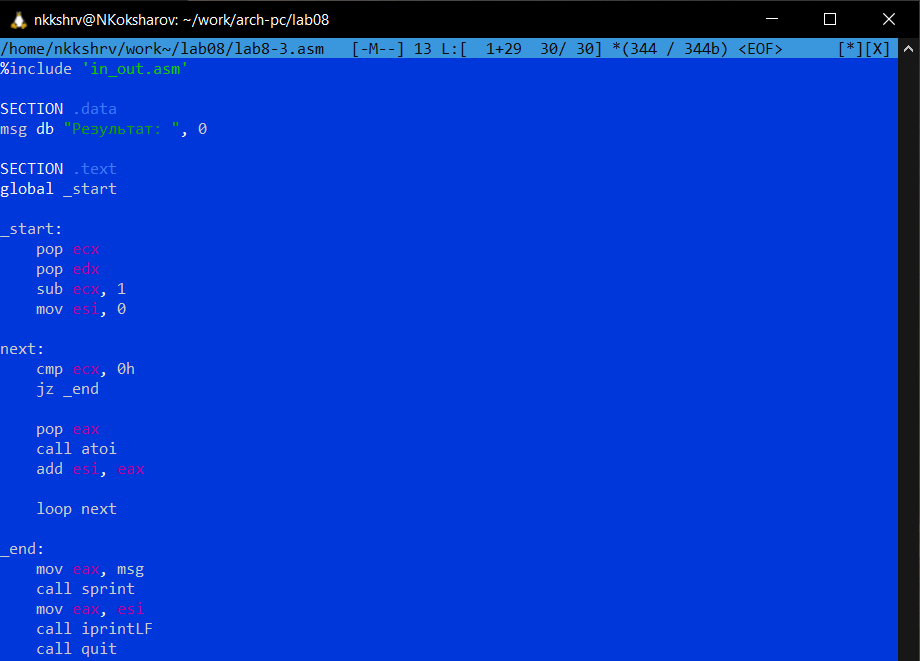 nkkshrv@NKoksharov: ~/work/arch-pc/lab08
/home/nkkshrv/work~/lab08/lab8-3.asm   [-M--] 13 L:[  1+29  30/ 30] *(344 / 344b) <EOF>      [*][X]
%include 'in_out.asm'

SECTION .data
msg db "Результат: ", 0

SECTION .text
global _start

_start:
    pop ecx
    pop edx
    sub ecx, 1
    mov esi, 0

next:
    cmp ecx, 0h
    jz _end

    pop eax
    call atoi
    add esi, eax

    loop next

_end:
    mov eax, msg
    call sprint
    mov eax, esi
    call iprintLF
    call quit